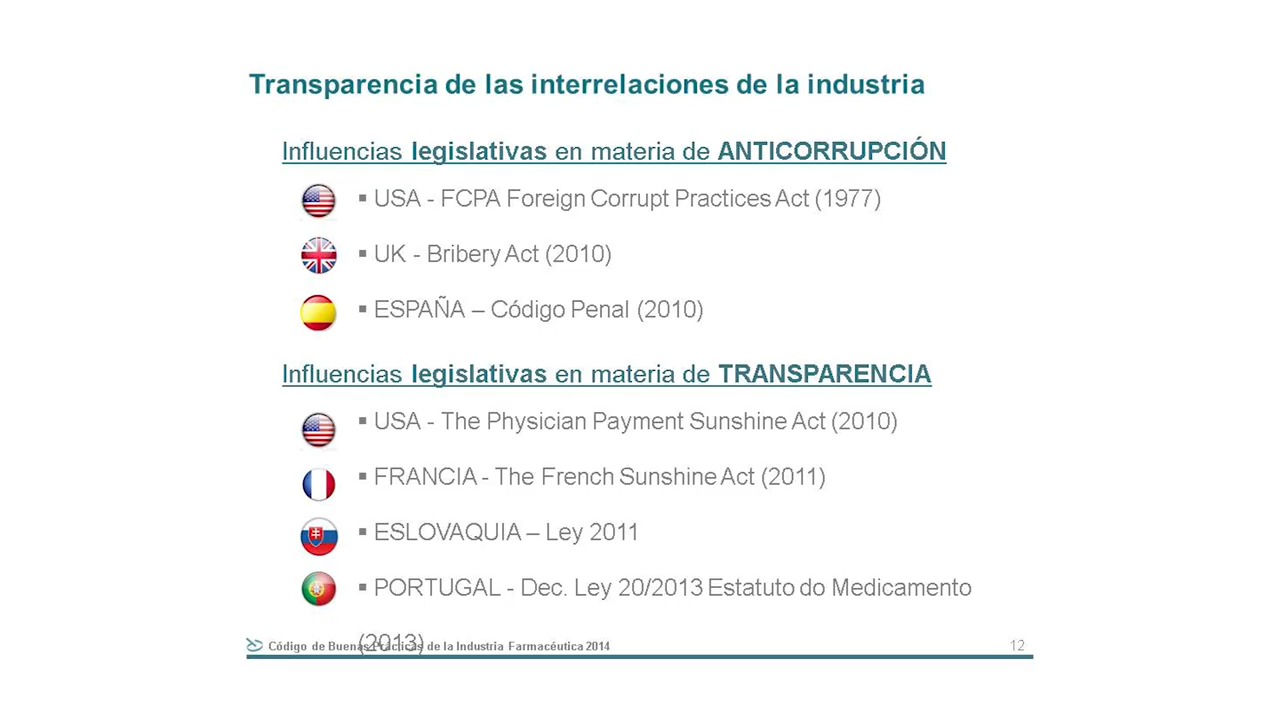 Transparencia de las interrelaciones de la industria
Influencias legislativas en materia de ANTICORRUPCIÓN
▪ USA - FCPA Foreign Corrupt Practices Act (1977)
▪ UK - Bribery Act (2010)
▪ ESPAÑA – Código Penal (2010)
Influencias legislativas en materia de TRANSPARENCIA
▪ USA - The Physician Payment Sunshine Act (2010)
▪ FRANCIA - The French Sunshine Act (2011)
▪ ESLOVAQUIA – Ley 2011
▪ PORTUGAL - Dec. Ley 20/2013 Estatuto do Medicamento
(2013)
Código de Buenas Prácticas de la Industria Farmacéutica 2014
12